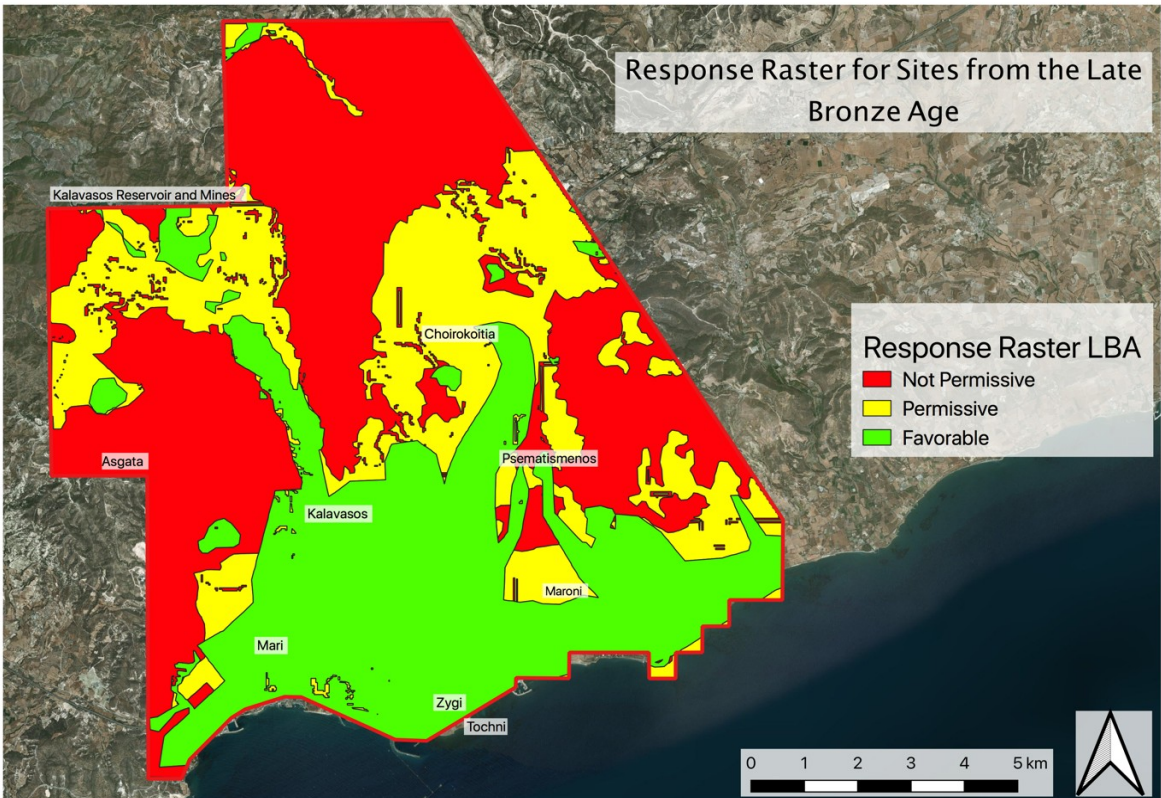 Response Raster for Sites from the Late
Bronze Age
Kalavasos Reservoir and Mines
Choirokoitia
Response Raster LBA
Not Permissive
Permissive
Favorable
Asgata
Psematismenos
Kalavasos
Maroni
Mari
Zygi
Tochni
0 1 2 3 4 5 km